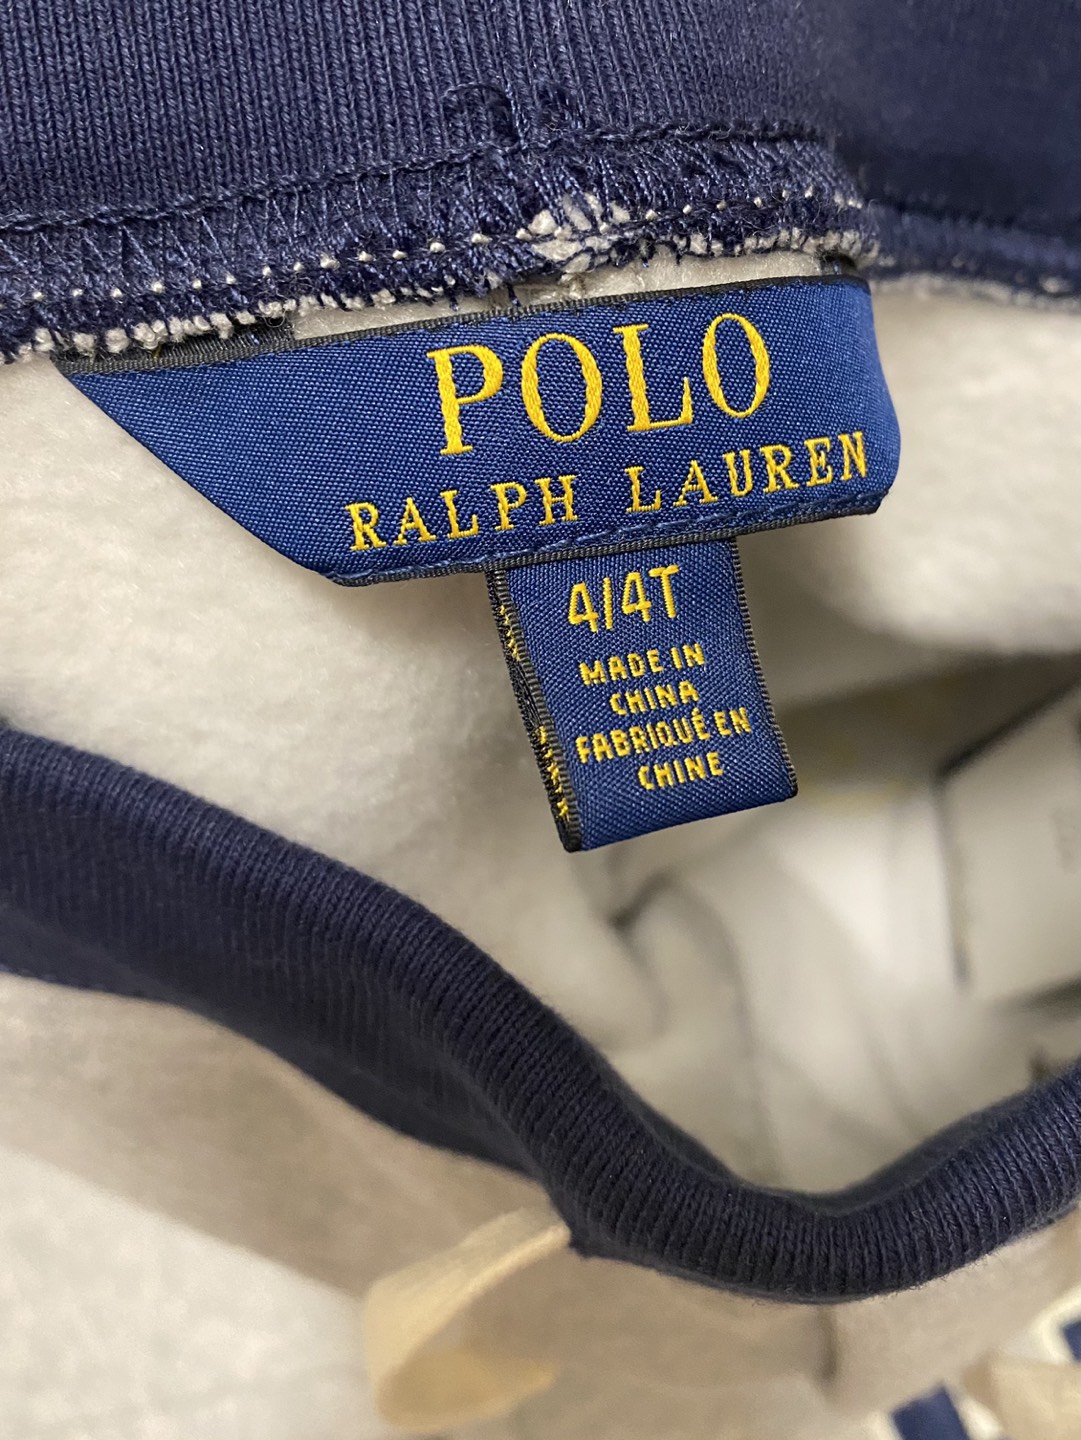 POLO
RALPH LAUREN
4/4T
MADE IN
CHINA
FABRIQUÉ EN
CHINE